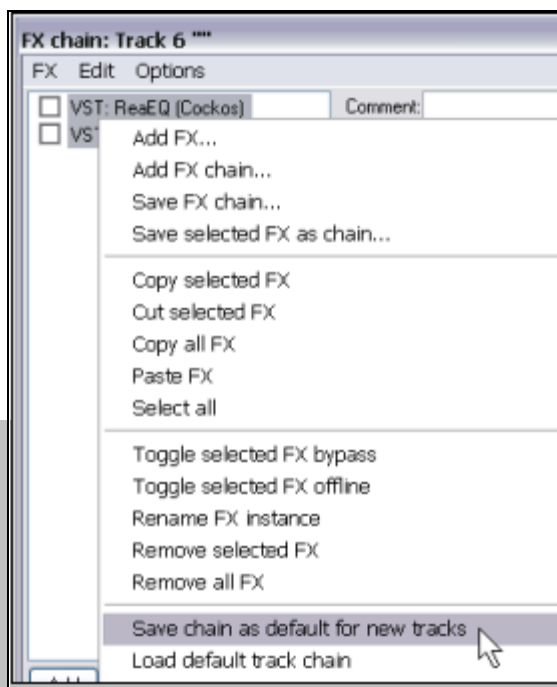 FX chain: Track 6 ""
FX Edit Options
VST: ReaEQ (Cockos) Comment:
VS
Add FX...
Add FX chain...
Save FX chain...
Save selected FX as chain...
Copy selected FX
Cut selected FX
Copy all FX
Paste FX
Select all
Toggle selected FX bypass
Toggle selected FX offline
Rename FX instance
Remove selected FX
Remove all FX
Save chain as default for new tracks
Load default track chain